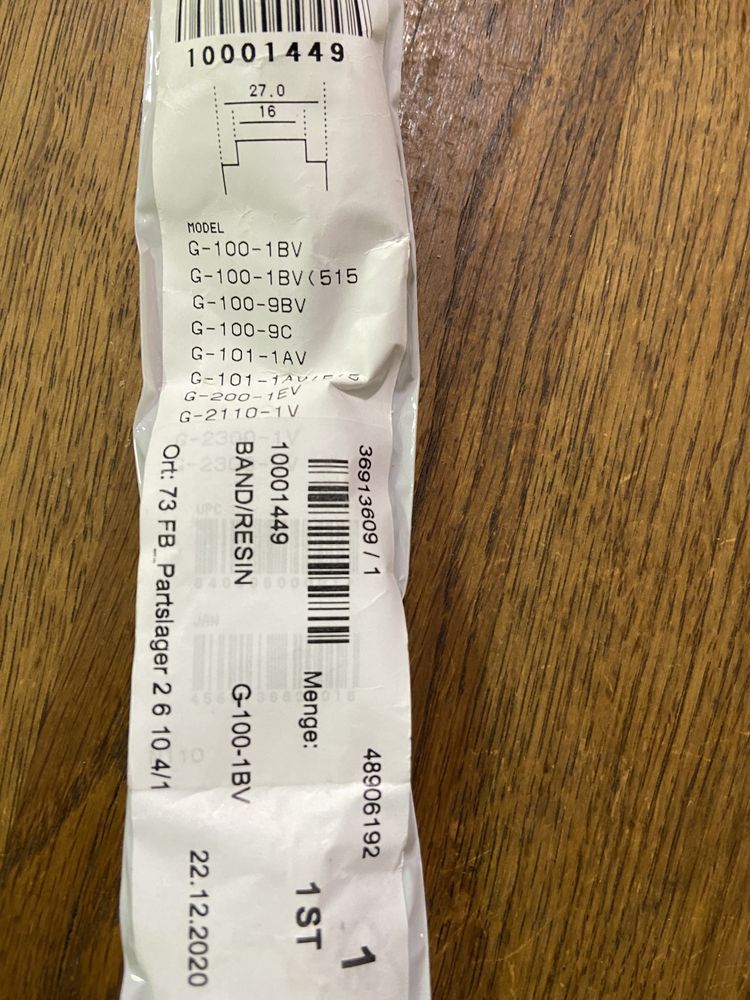 10001449
27.0
16
MODEL
G-100-1BV
G-100-1BV(515
G-100-9BV
G-100-9C
G-101-1AV
G-200-1EV
G-2110-1V
UPC
JAN
36913609 / 1
48906192
1
Menge:
1 ST
10001449
BAND/RESIN
G-100-1BV
22.12.2020
Ort: 73 FB_Partslager 2 6 10 4/1